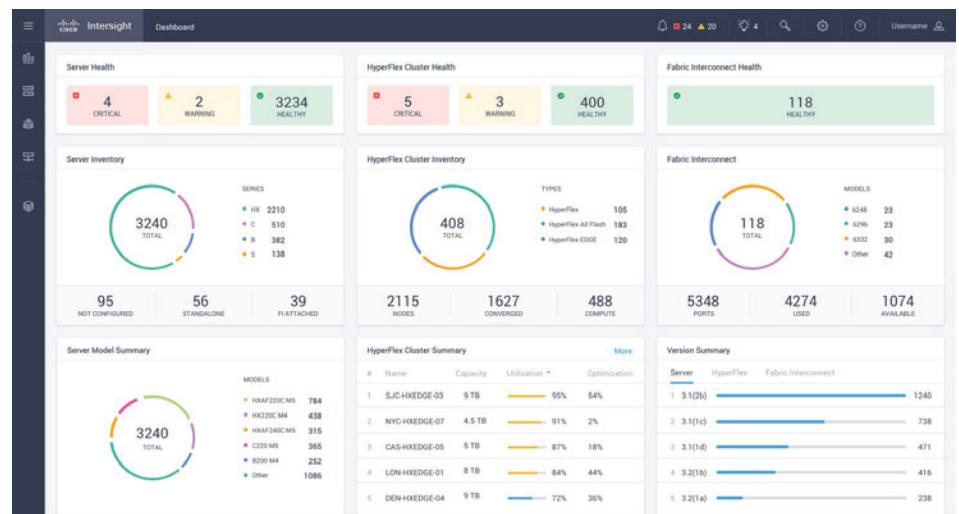 CISCO Intersight Dashboard 24 20 4 Username
Server Health
4 CRITICAL
2 WARNING
3234 HEALTHY
HyperFlex Cluster Health
5 CRITICAL
3 WARNING
400 HEALTHY
Fabric Interconnect Health
118 HEALTHY
Server Inventory
3240
TOTAL
SERIES
HX 2210
C 510
B 382
S 138
95 NOT CONFIGURED
56 STANDALONE
39 FI ATTACHED
HyperFlex Cluster Inventory
408
TOTAL
TYPES
HyperFlex 105
HyperFlex All Flash 183
HyperFlex EDGE 120
2115 NODES
1627 CONVERGED
488 COMPUTE
Fabric Interconnect
118
TOTAL
MODELS
6248 23
6296 23
6332 30
Other 42
5348 PORTS
4274 USED
1074 AVAILABLE
Server Model Summary
3240
TOTAL
MODELS
HXAF220C M5 784
HX220C M4 438
HXAF240C M5 315
C220 M5 365
B200 M4 252
Other 1086
HyperFlex Cluster Summary More
# Name Capacity Utilization Optimization
1 SJC-HXEDGE-03 9 TB 95% 54%
2 NYC-HXEDGE-07 4.5 TB 91% 2%
3 CAS-HXEDGE-05 5 TB 87% 18%
4 LON-HXEDGE-01 8 TB 84% 44%
5 DEN-HXEDGE-04 9 TB 72% 36%
Version Summary
Server HyperFlex Fabric Interconnect
1 3.1(2b) 1240
2 3.1(1c) 738
3 3.1(1d) 471
4 3.2(1b) 416
5 3.2(1a) 238